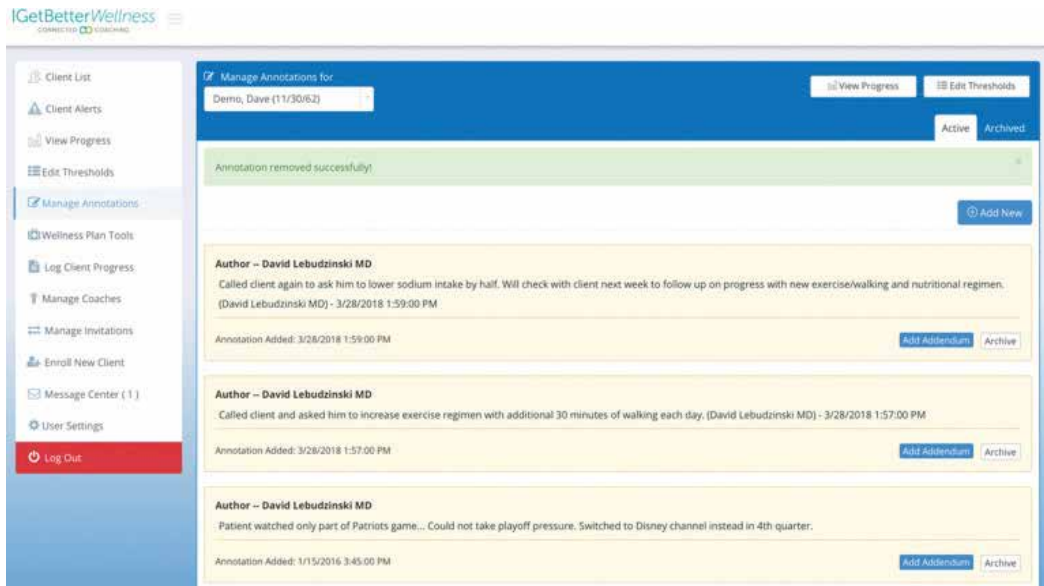 IGetBetterWellness
CONNECTED COACHING
Client List
Client Alerts
View Progress
Edit Thresholds
Manage Annotations
Wellness Plan Tools
Log Client Progress
Manage Coaches
Manage Invitations
Enroll New Client
Message Center ( 1 )
User Settings
Log Out
Manage Annotations for
Demo, Dave (11/30/62)
View Progress
Edit Thresholds
Active
Archived
Annotation removed successfully!
×
Add New
Author -- David Lebudzinski MD
Called client again to ask him to lower sodium intake by half. Will check with client next week to follow up on progress with new exercise/walking and nutritional regimen.
(David Lebudzinski MD) - 3/28/2018 1:59:00 PM
Annotation Added: 3/28/2018 1:59:00 PM
Add Addendum
Archive
Author -- David Lebudzinski MD
Called client and asked him to increase exercise regimen with additional 30 minutes of walking each day. (David Lebudzinski MD) - 3/28/2018 1:57:00 PM
Annotation Added: 3/28/2018 1:57:00 PM
Add Addendum
Archive
Author -- David Lebudzinski MD
Patient watched only part of Patriots game... Could not take playoff pressure. Switched to Disney channel instead in 4th quarter.
Annotation Added: 1/15/2016 3:45:00 PM
Add Addendum
Archive